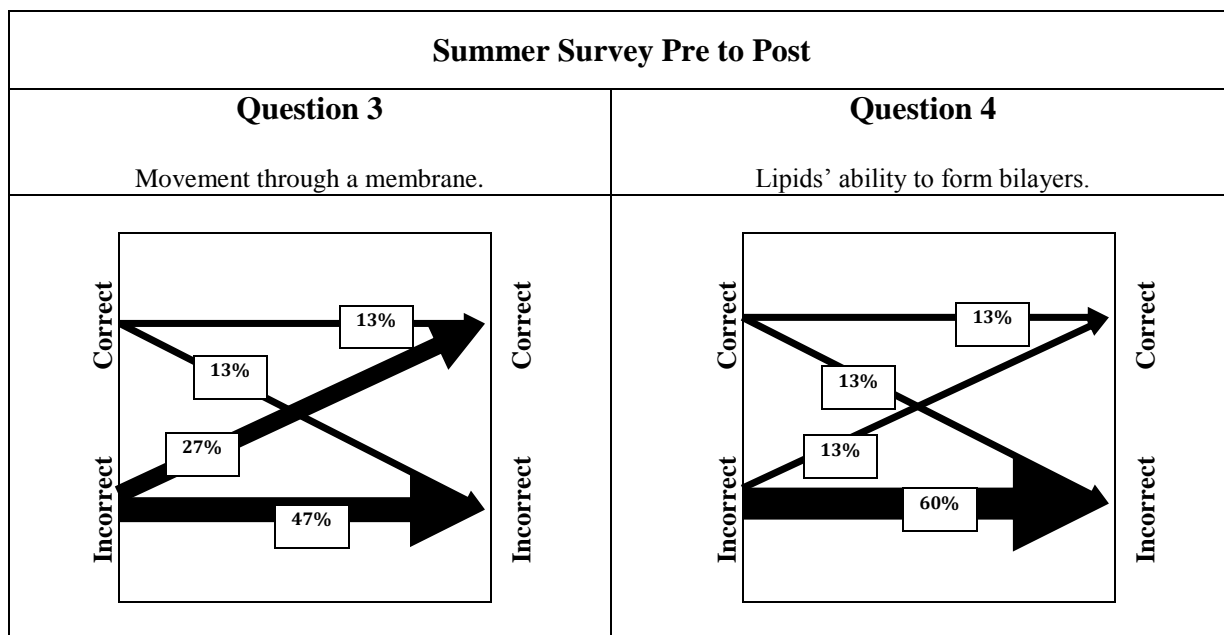 Summer Survey Pre to Post
Question 3
Movement through a membrane.
Question 4
Lipids’ ability to form bilayers.
Correct
Incorrect
13%
13%
27%
47%
Correct
Incorrect
Correct
Incorrect
13%
13%
13%
60%
Correct
Incorrect